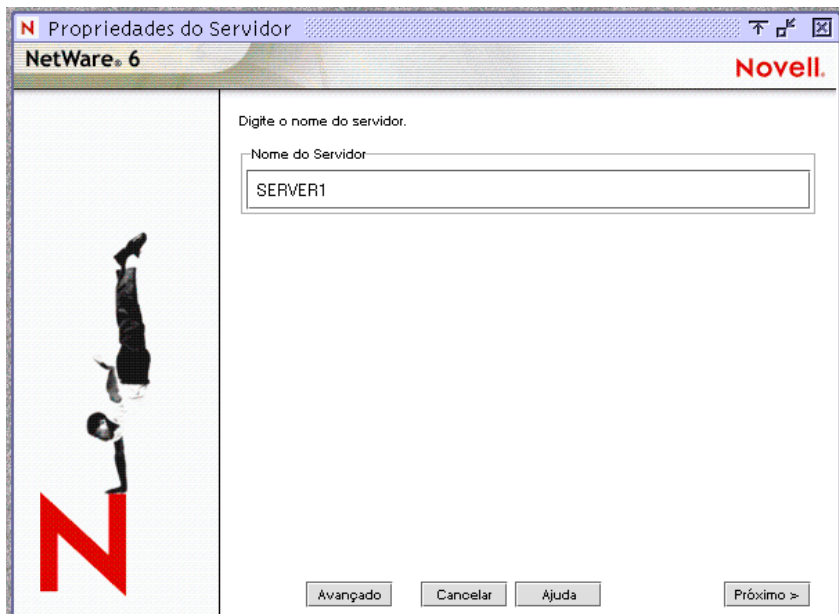 N Propriedades do Servidor
NetWare® 6
Novell®
Digite o nome do servidor.
Nome do Servidor
SERVER1
N
Avançado Cancelar Ajuda Próximo >